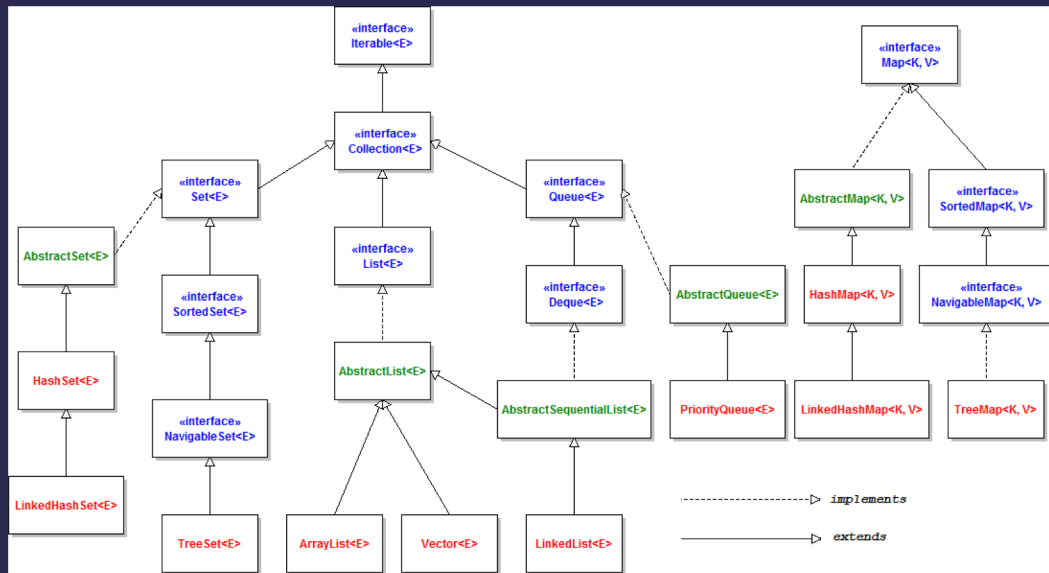 «interface»
Iterable<E>
«interface»
Map<K, V>
«interface»
Collection<E>
«interface»
Set<E>
«interface»
Queue<E>
AbstractMap<K, V>
«interface»
SortedMap<K, V>
AbstractSet<E>
«interface»
List<E>
«interface»
SortedSet<E>
«interface»
Deque<E>
AbstractQueue<E>
HashMap<K, V>
«interface»
NavigableMap<K, V>
HashSet<E>
AbstractList<E>
AbstractSequentialList<E>
PriorityQueue<E>
LinkedHashMap<K, V>
TreeMap<K, V>
«interface»
NavigableSet<E>
LinkedHashSet<E>
TreeSet<E>
ArrayList<E>
Vector<E>
LinkedList<E>
implements
extends